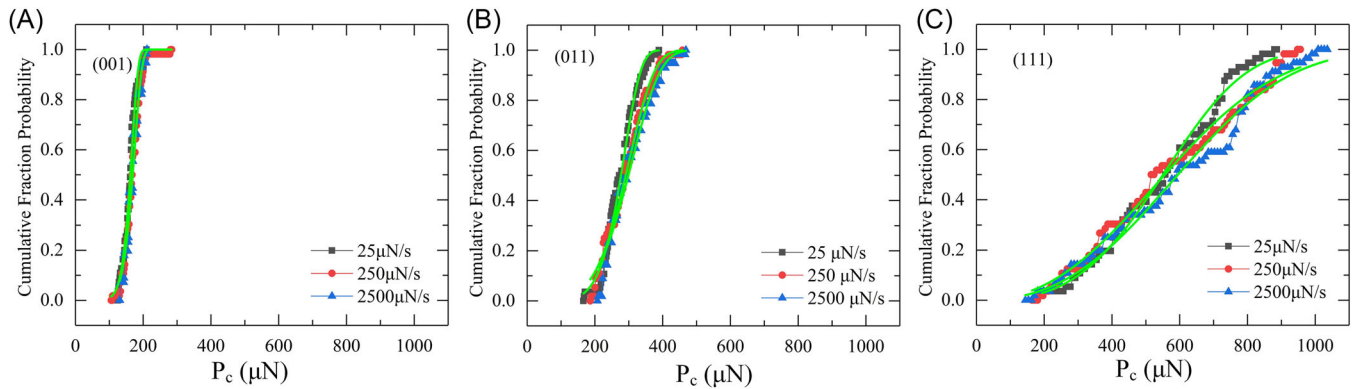 (A)
Cumulative Fraction Probability
1.0
0.8
0.6
0.4
0.2
0.0
(001)
25μN/s
250μN/s
2500μN/s
0 200 400 600 800 1000
Pc (μN)
(B)
Cumulative Fraction Probability
1.0
0.8
0.6
0.4
0.2
0.0
(011)
25 μN/s
250 μN/s
2500 μN/s
0 200 400 600 800 1000
Pc (μN)
(C)
Cumulative Fraction Probability
1.0
0.8
0.6
0.4
0.2
0.0
(111)
25μN/s
250μN/s
2500μN/s
0 200 400 600 800 1000
Pc (μN)